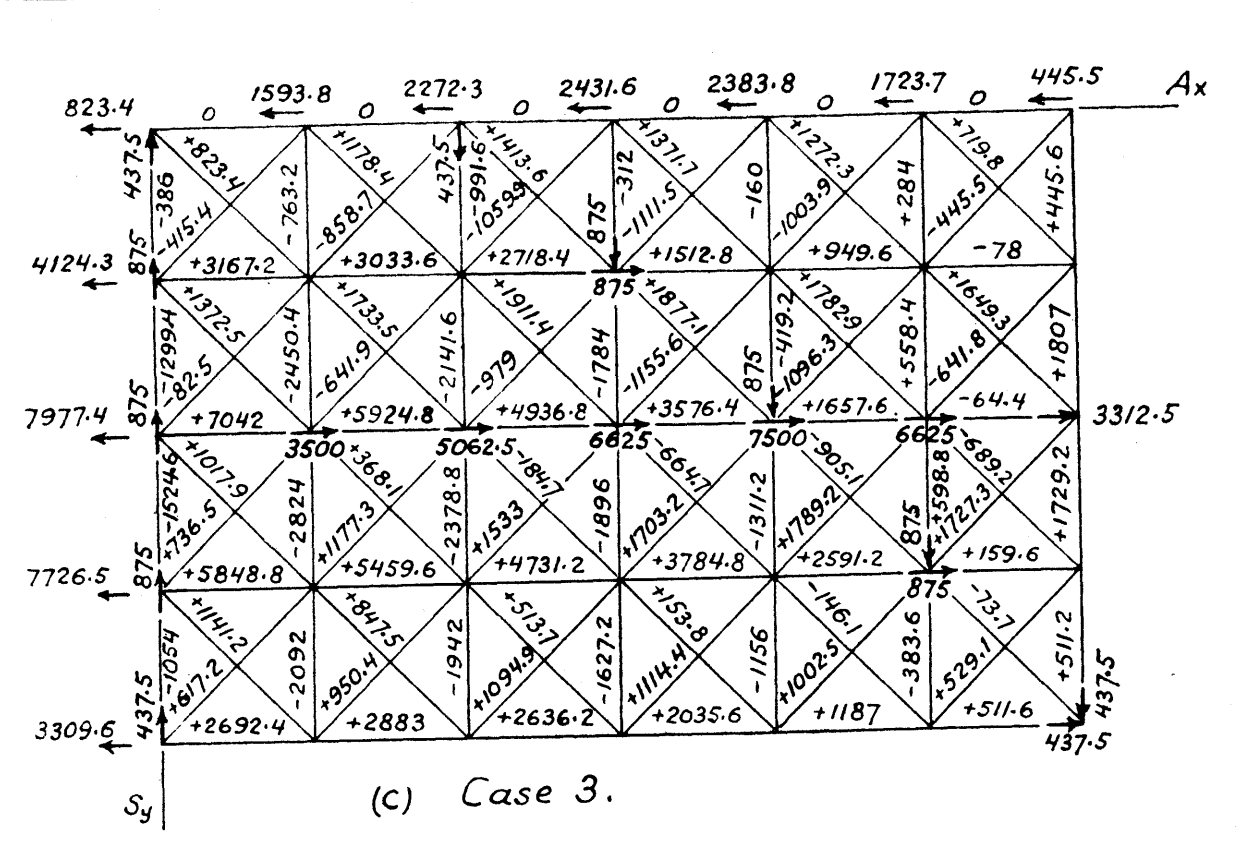 445.5 Ax
823.4 0 1593.8 0 2272.3 0 2431.6 0 2383.8 0 1723.7 0
437.5 -386 +823.4 -415.4 -763.2 +1178.4 -858.7 437.5 -991.6 +1413.6 875 -312 +1371.7 -1111.5 -160 +1272.3 -1003.9 +284 +719.8 -445.5 +445.6
4124.3 875 +3167.2 +3033.6 +2718.4 875 +1512.8 +949.6 -78
-1299.4 +1372.5 -82.5 -2450.4 +1733.5 -641.9 -2141.6 +1911.4 -979 -1784 +1877.1 -1155.6 875 -419.2 +1782.9 -1096.3 +558.4 +1649.3 -641.8 +1807
7977.4 875 +7042 3500 +5924.8 5062.5 +4936.8 6625 +3576.4 7500 +1657.6 6625 -64.4 3312.5
-1524.6 +1017.9 +736.5 -2824 +368.1 +1177.3 -2378.8 -184.7 +1533 -1896 -664.7 +1703.2 -1311.2 -905.1 +1789.2 875 +598.8 -689.2 +1727.3 +1729.2
7726.5 875 +5848.8 +5459.6 +4731.2 +3784.8 +2591.2 875 +159.6
-1054 +1141.2 +617.2 -2092 +847.5 +950.4 -1942 +513.7 +1094.9 -1627.2 +153.8 +1114.4 -1156 -146.1 +1002.5 -383.6 -73.7 +529.1 +511.2 437.5
3309.6 437.5 +2692.4 +2883 +2636.2 +2035.6 +1187 +511.6 437.5
Sy (c) Case 3.